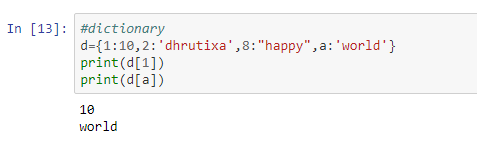 In [13]: #dictionary
d={1:10,2:'dhrutixa',8:"happy",a:'world'}
print(d[1])
print(d[a])
10
world